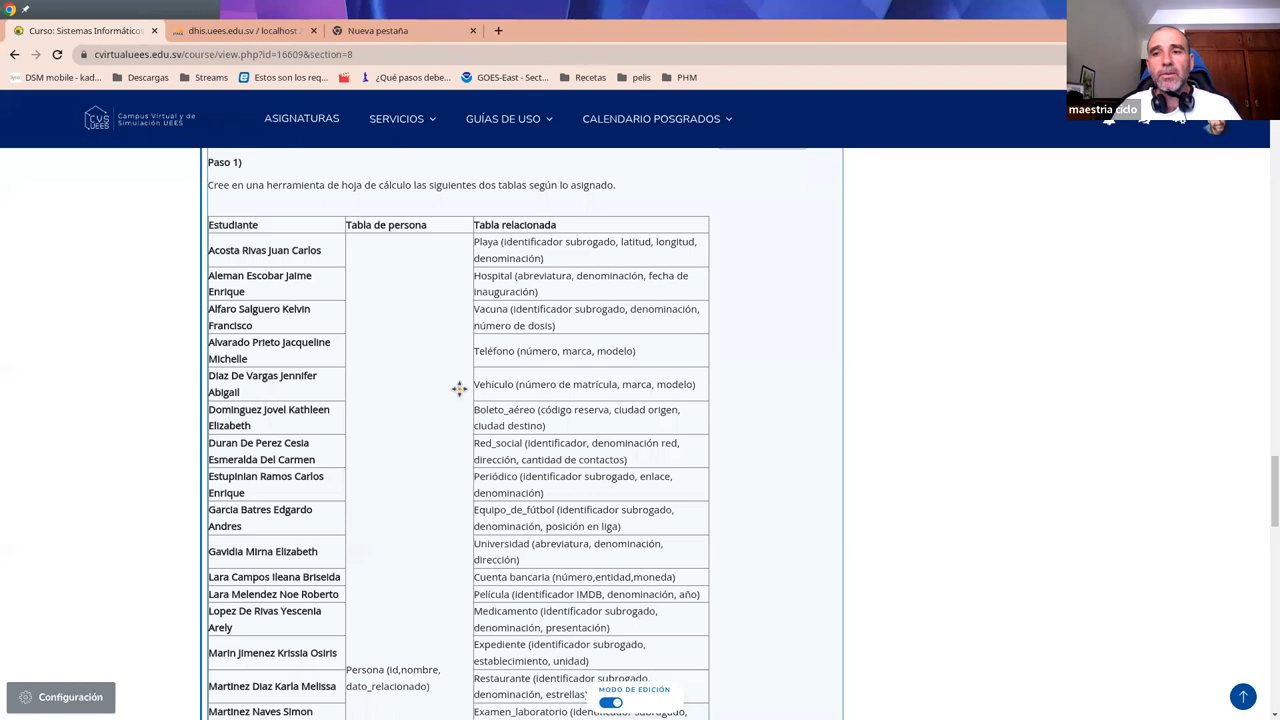 Curso: Sistemas Informáticos
dhis.uees.edu.sv / localhost
Nueva pestaña
cvirtualuees.edu.sv/course/view.php?id=16609&section=8
DSM mobile - kad...
Descargas
Streams
Estos son los req...
¿Qué pasos debe...
GOES-East - Sect...
Recetas
pelis
PHM
maestria ciclo
CVS UEES
Campus Virtual y de
Simulación UEES
ASIGNATURAS
SERVICIOS
GUÍAS DE USO
CALENDARIO POSGRADOS
Paso 1)
Cree en una herramienta de hoja de cálculo las siguientes dos tablas según lo asignado.
Estudiante
Tabla de persona
Tabla relacionada
Acosta Rivas Juan Carlos
Playa (identificador subrogado, latitud, longitud,
denominación)
Aleman Escobar Jaime
Enrique
Hospital (abreviatura, denominación, fecha de
inauguración)
Alfaro Salguero Kelvin
Francisco
Vacuna (identificador subrogado, denominación,
número de dosis)
Alvarado Prieto Jacqueline
Michelle
Teléfono (número, marca, modelo)
Diaz De Vargas Jennifer
Abigail
Vehículo (número de matrícula, marca, modelo)
Dominguez Jovel Kathleen
Elizabeth
Boleto_aéreo (código reserva, ciudad origen,
ciudad destino)
Duran De Perez Cesia
Esmeralda Del Carmen
Red_social (identificador, denominación red,
dirección, cantidad de contactos)
Estupinian Ramos Carlos
Enrique
Periódico (identificador subrogado, enlace,
denominación)
Garcia Batres Edgardo
Andres
Equipo_de_fútbol (identificador subrogado,
denominación, posición en liga)
Gavidia Mirna Elizabeth
Universidad (abreviatura, denominación,
dirección)
Lara Campos Ileana Briseida
Cuenta bancaria (número,entidad,moneda)
Lara Melendez Noe Roberto
Película (identificador IMDB, denominación, año)
Lopez De Rivas Yescenia
Arely
Medicamento (identificador subrogado,
denominación, presentación)
Marin Jimenez Krissia Osiris
Expediente (identificador subrogado,
establecimiento, unidad)
Persona (id,nombre,
dato_relacionado)
Martinez Diaz Karla Melissa
Restaurante (identificador subrogado,
denominación, estrellas)
Martinez Naves Simon
Examen_laboratorio (identificador subrogado,
Configuración
MODO DE EDICIÓN